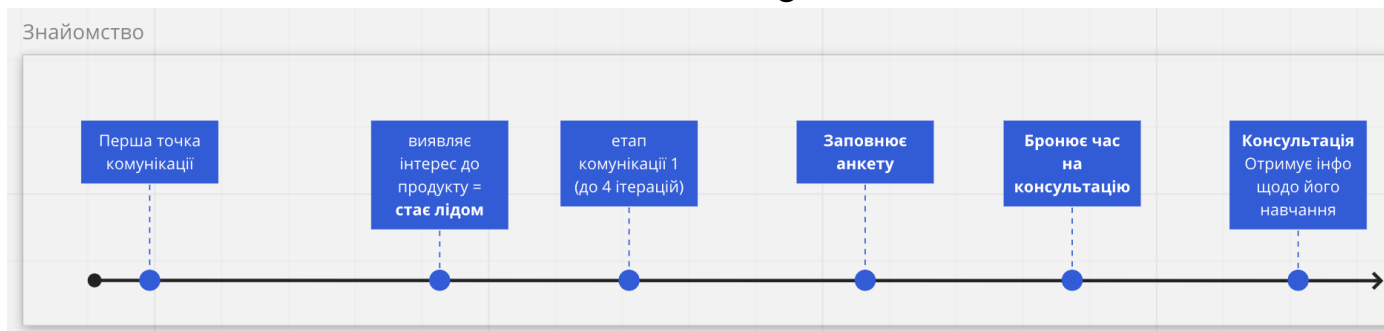 Знайомство
Перша точка
комунікації
виявляє
інтерес до
продукту =
стає лідом
етап
комунікації 1
(до 4 ітерацій)
Заповнює
анкету
Бронює час
на
консультацію
Консультація
Отримує інфо
щодо його
навчання